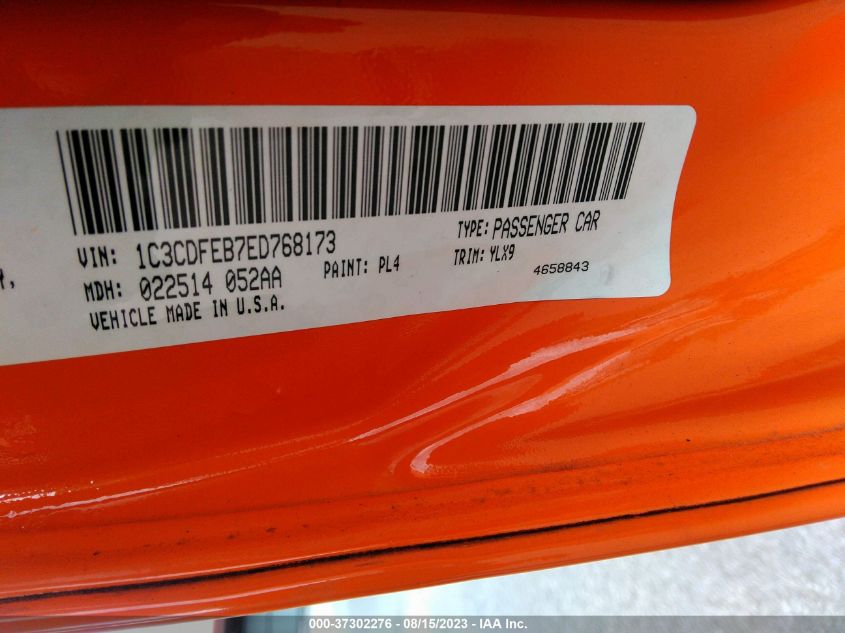 VIN: 1C3CDFEB7ED768173 TYPE: PASSENGER CAR
Y, MDH: 022514 052AA PAINT: PL4 TRIM: YLX9
VEHICLE MADE IN U.S.A. 4658843
000-37302276 - 08/15/2023 - IAA Inc.